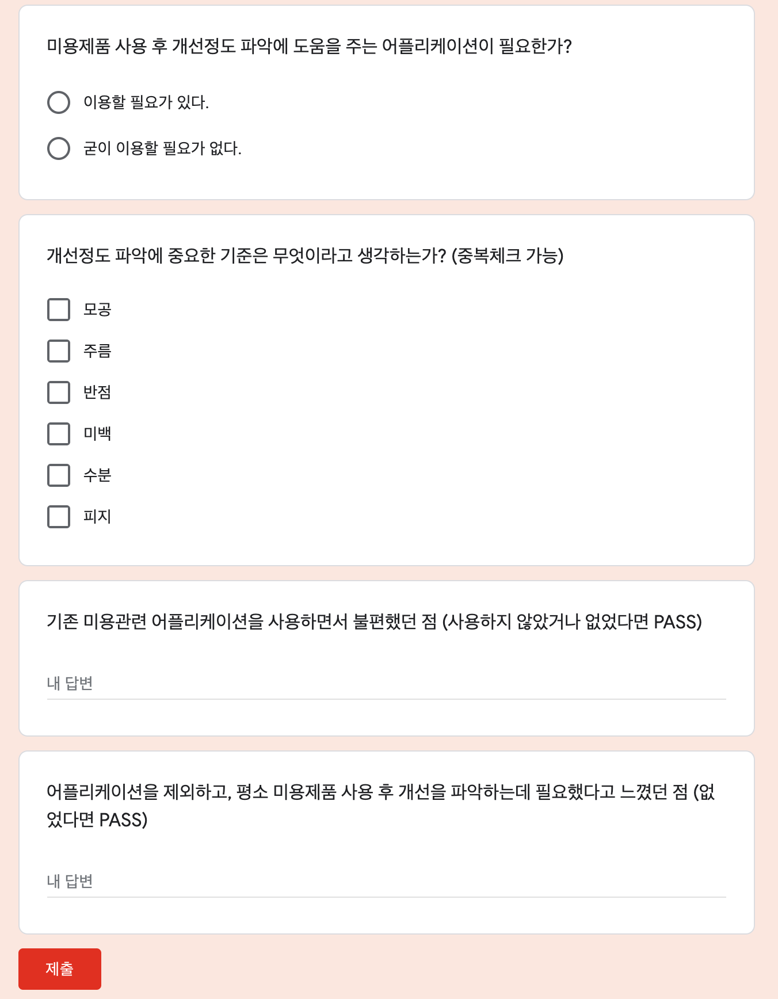 미용제품 사용 후 개선정도 파악에 도움을 주는 어플리케이션이 필요한가?
이용할 필요가 있다.
굳이 이용할 필요가 없다.
개선정도 파악에 중요한 기준은 무엇이라고 생각하는가? (중복체크 가능)
모공
주름
반점
미백
수분
피지
기존 미용관련 어플리케이션을 사용하면서 불편했던 점 (사용하지 않았거나 없었다면 PASS)
내 답변
어플리케이션을 제외하고, 평소 미용제품 사용 후 개선을 파악하는데 필요했다고 느꼈던 점 (없
었다면 PASS)
내 답변
제출